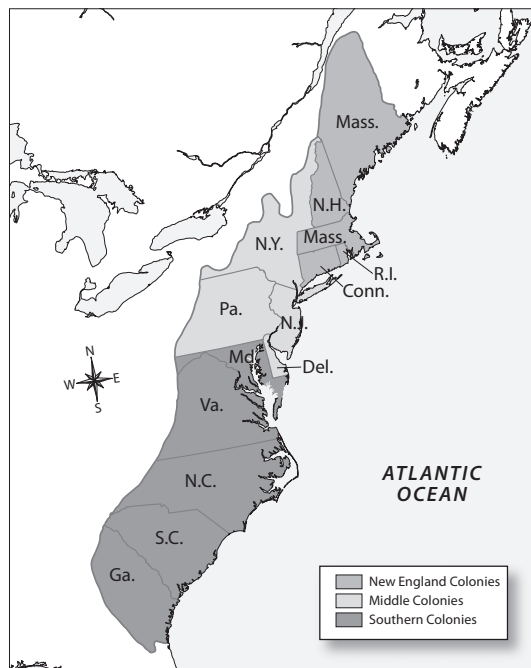 Mass.
N.H.
N.Y.
Mass.
R.I.
Conn.
Pa.
N.J.
Md.
Del.
Va.
N.C.
S.C.
Ga.
N
W
E
S
ATLANTIC
OCEAN
New England Colonies
Middle Colonies
Southern Colonies